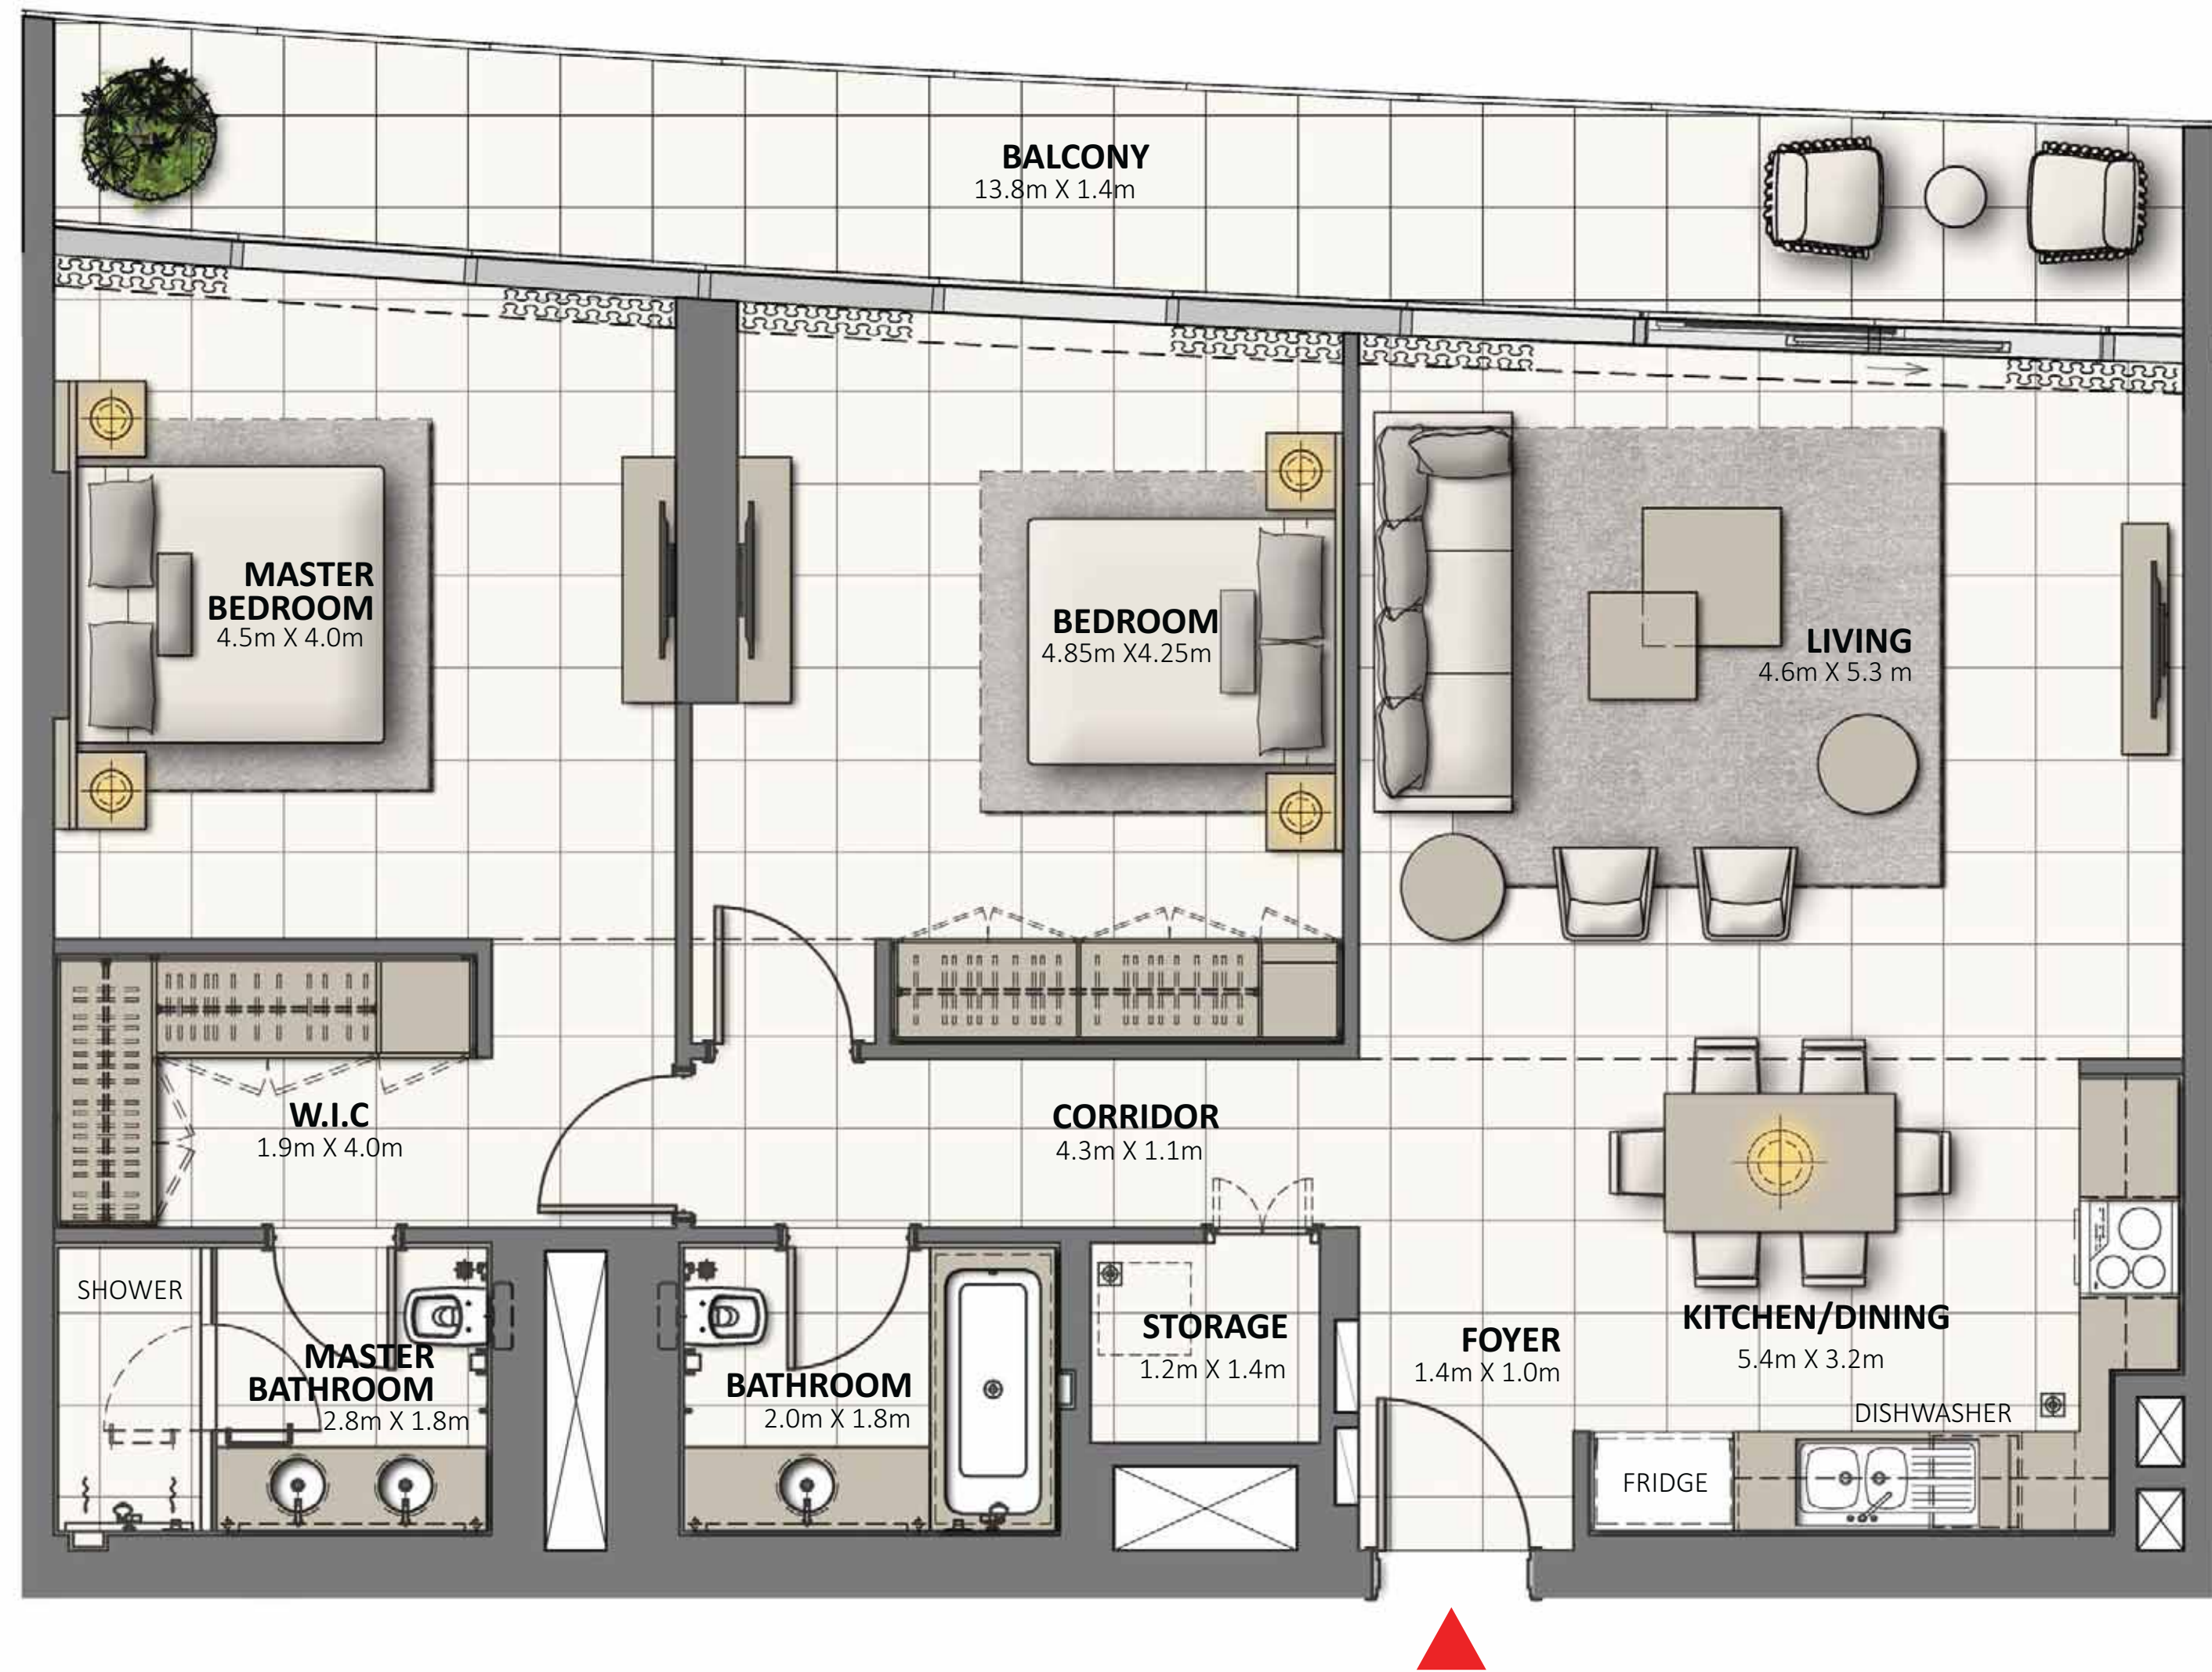 BALCONY
13.8m X 1.4m
MASTER
BEDROOM
4.5m X 4.0m
BEDROOM
4.85m X4.25m
LIVING
4.6m X 5.3 m
W.I.C
1.9m X 4.0m
CORRIDOR
4.3m X 1.1m
SHOWER
MASTER
BATHROOM
2.8m X 1.8m
BATHROOM
2.0m X 1.8m
STORAGE
1.2m X 1.4m
FOYER
1.4m X 1.0m
KITCHEN/DINING
5.4m X 3.2m
DISHWASHER
FRIDGE